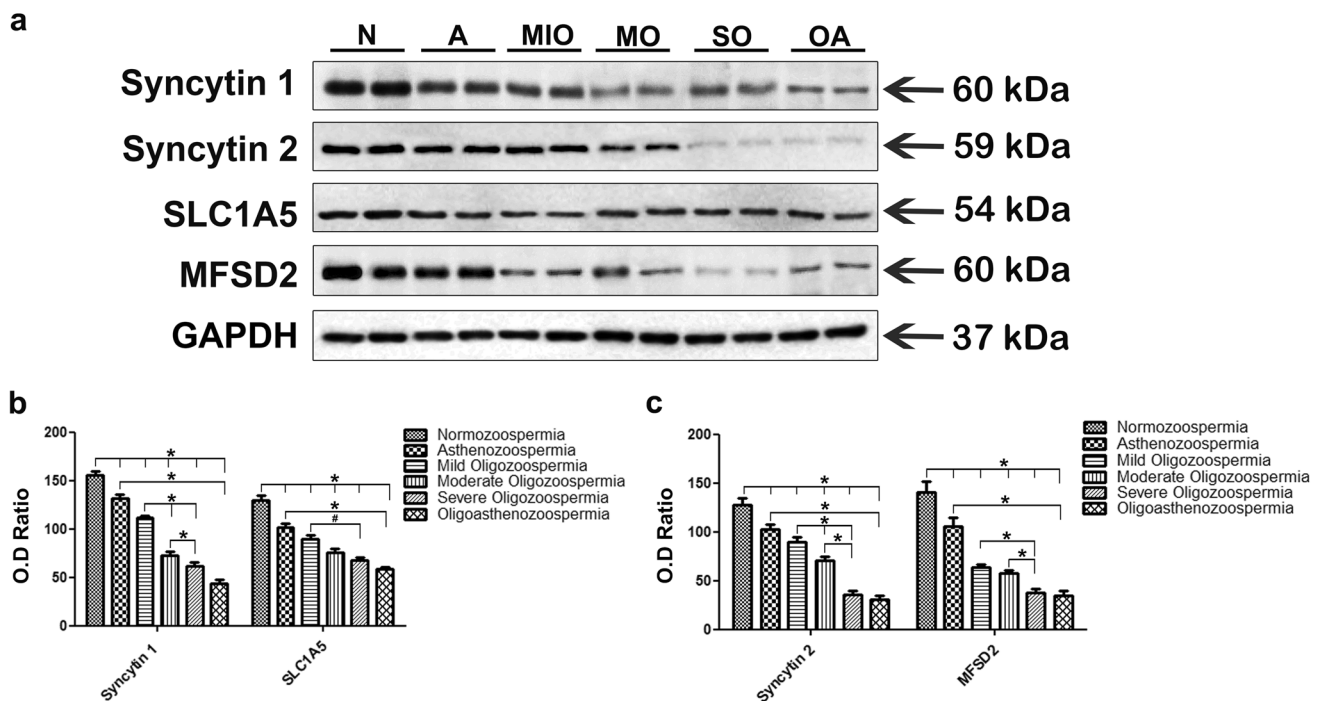 a
N A MIO MO SO OA
Syncytin 1 60 kDa
Syncytin 2 59 kDa
SLC1A5 54 kDa
MFSD2 60 kDa
GAPDH 37 kDa
b
O.D Ratio
200
150
100
50
0
* * * *
* * #
Syncytin 1 SLC1A5
Normozoospermia
Asthenozoospermia
Mild Oligozoospermia
Moderate Oligozoospermia
Severe Oligozoospermia
Oligoasthenozoospermia
c
O.D Ratio
200
150
100
50
0
* * * *
* * * *
Syncytin 2 MFSD2
Normozoospermia
Asthenozoospermia
Mild Oligozoospermia
Moderate Oligozoospermia
Severe Oligozoospermia
Oligoasthenozoospermia